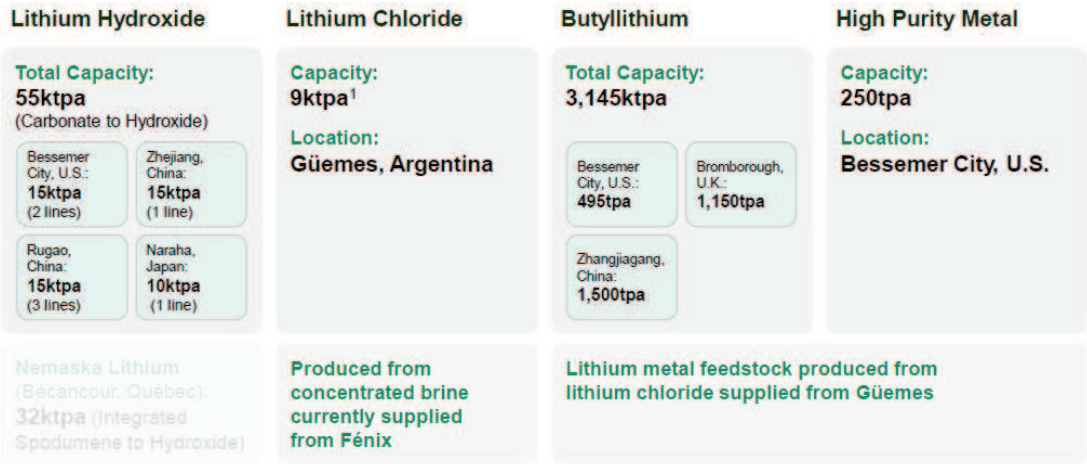 Lithium Hydroxide
Total Capacity:
55ktpa
(Carbonate to Hydroxide)
Bessemer
City, U.S.:
15ktpa
(2 lines)
Zhejiang,
China:
15ktpa
(1 line)
Rugao,
China:
15ktpa
(3 lines)
Naraha,
Japan:
10ktpa
(1 line)
Nemaska Lithium
(Bécancour, Québec):
32ktpa (Integrated
Spodumene to Hydroxide)
Lithium Chloride
Capacity:
9ktpa¹
Location:
Güemes, Argentina
Produced from
concentrated brine
currently supplied
from Fénix
Butyllithium
Total Capacity:
3,145ktpa
Bessemer
City, U.S.:
495tpa
Bromborough,
U.K.:
1,150tpa
Zhangjiagang,
China:
1,500tpa
High Purity Metal
Capacity:
250tpa
Location:
Bessemer City, U.S.
Lithium metal feedstock produced from
lithium chloride supplied from Güemes